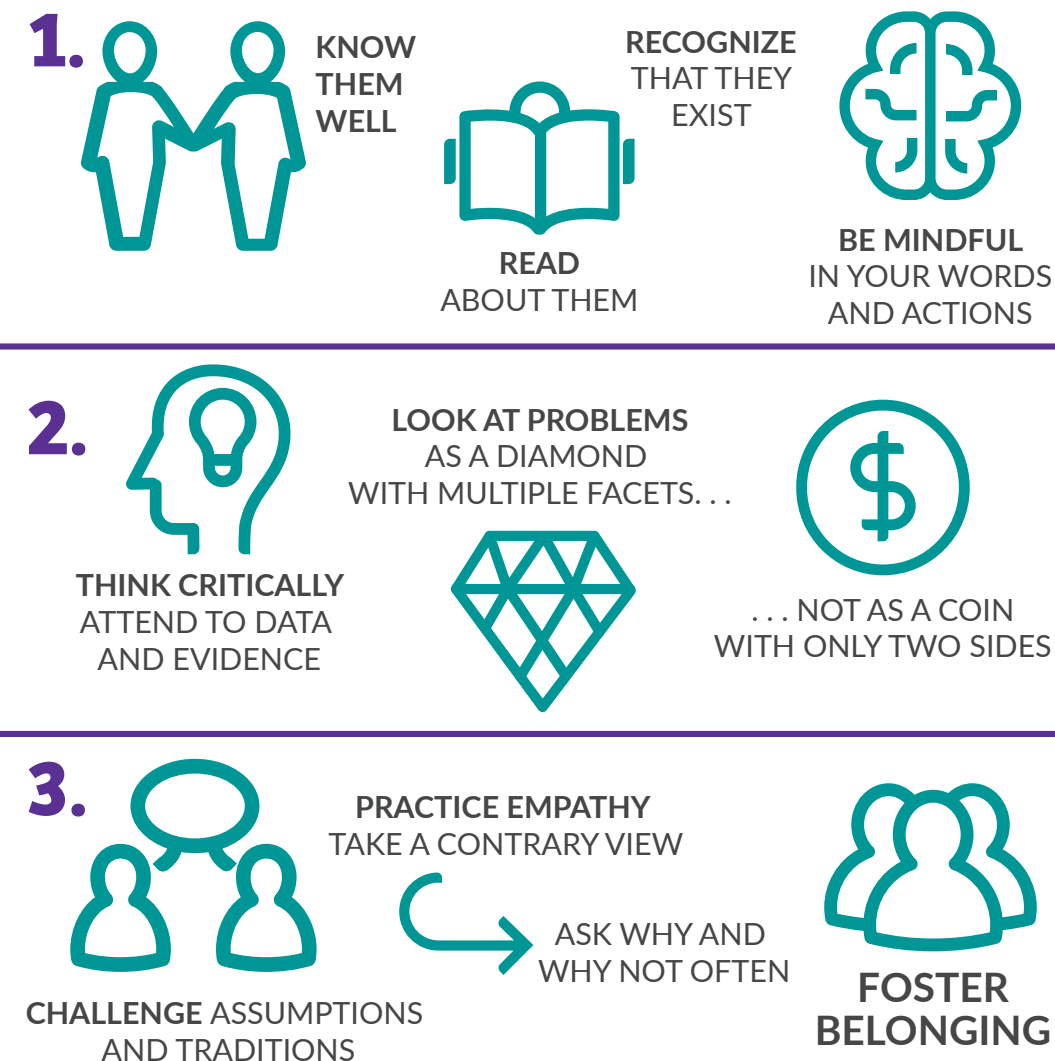 1.
KNOW
THEM
WELL
READ
ABOUT THEM
RECOGNIZE
THAT THEY
EXIST
BE MINDFUL
IN YOUR WORDS
AND ACTIONS
2.
THINK CRITICALLY
ATTEND TO DATA
AND EVIDENCE
LOOK AT PROBLEMS
AS A DIAMOND
WITH MULTIPLE FACETS. . .
$
. . . NOT AS A COIN
WITH ONLY TWO SIDES
3.
CHALLENGE ASSUMPTIONS
AND TRADITIONS
PRACTICE EMPATHY
TAKE A CONTRARY VIEW
ASK WHY AND
WHY NOT OFTEN
FOSTER
BELONGING